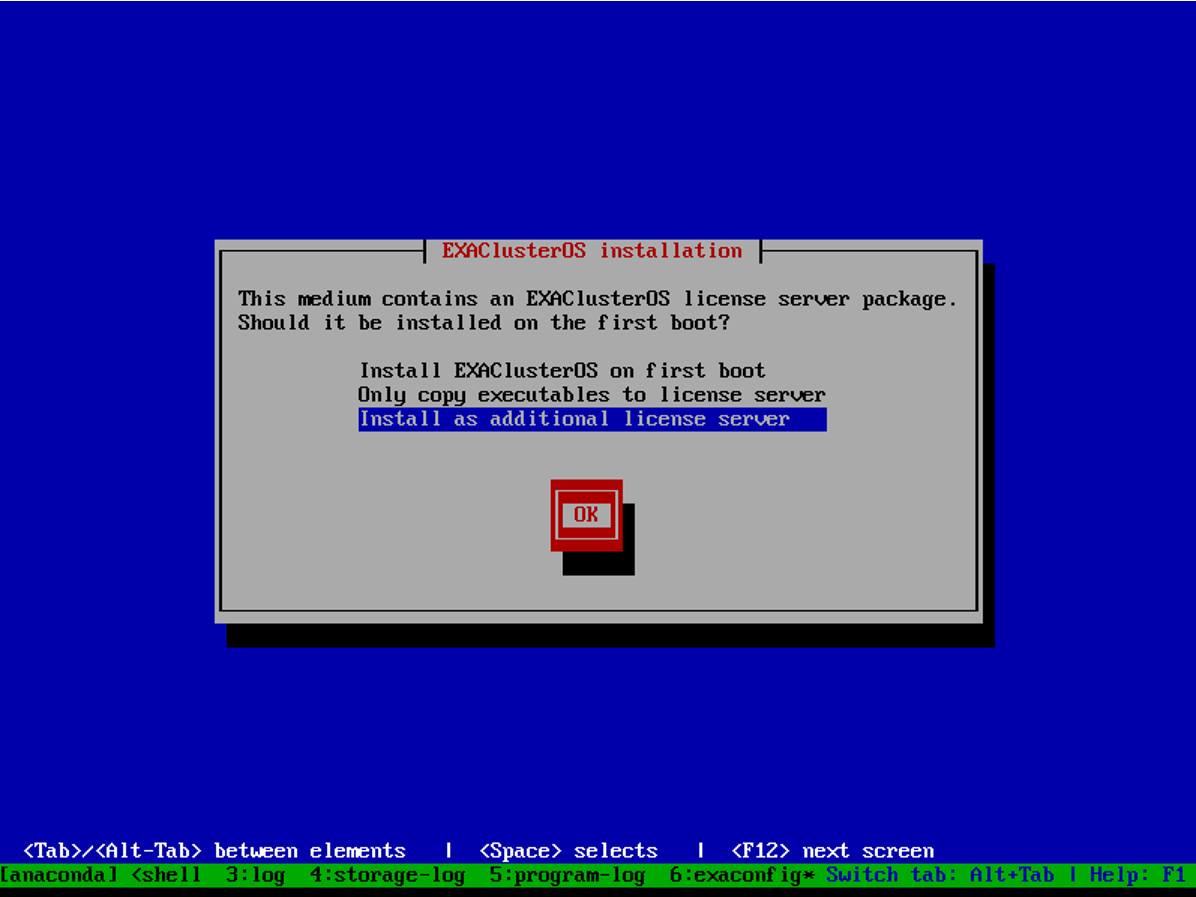 EXAClusterOS installation
This medium contains an EXAClusterOS license server package.
Should it be installed on the first boot?
Install EXAClusterOS on first boot
Only copy executables to license server
Install as additional license server
OK
<Tab>/<Alt-Tab> between elements | <Space> selects | <F12> next screen
[anaconda] <shell 3:log 4:storage-log 5:program-log 6:exaconfig* Switch tab: Alt+Tab | Help: F1